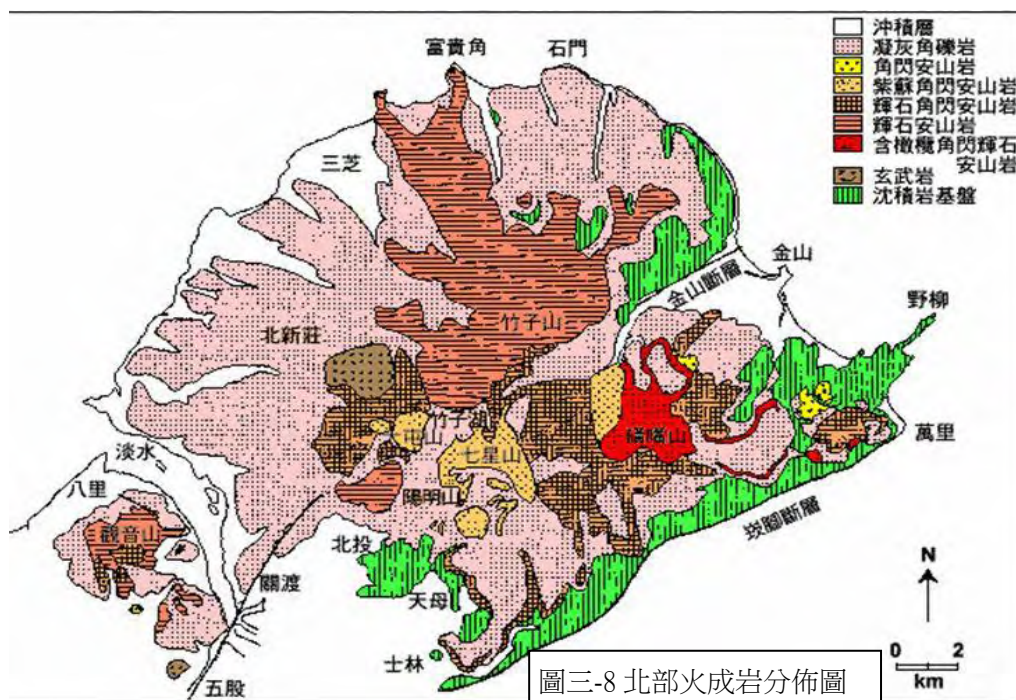 富貴角
石門
三芝
金山
金山斷層
野柳
竹子山
北新莊
竹子
屯山
七星山
磺嘴山
萬里
淡水
八里
陽明山
崁腳斷層
觀音山
北投
關渡
天母
士林
五股
沖積層
凝灰角礫岩
角閃安山岩
紫蘇角閃安山岩
輝石角閃安山岩
輝石安山岩
含橄欖角閃輝石
安山岩
玄武岩
沈積岩基盤
N
0 2
km
圖三-8 北部火成岩分佈圖